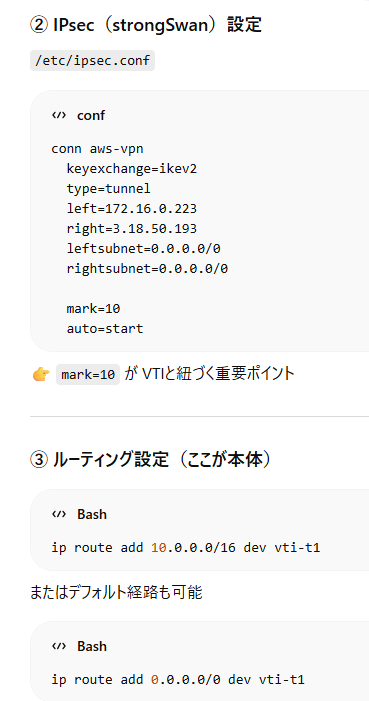 ② IPsec（strongSwan）設定
/etc/ipsec.conf
conf
conn aws-vpn
  keyexchange=ikev2
  type=tunnel
  left=172.16.0.223
  right=3.18.50.193
  leftsubnet=0.0.0.0/0
  rightsubnet=0.0.0.0/0

  mark=10
  auto=start
👉 mark=10 が VTIと紐づく重要ポイント
③ ルーティング設定（ここが本体）
Bash
ip route add 10.0.0.0/16 dev vti-t1
またはデフォルト経路も可能
Bash
ip route add 0.0.0.0/0 dev vti-t1